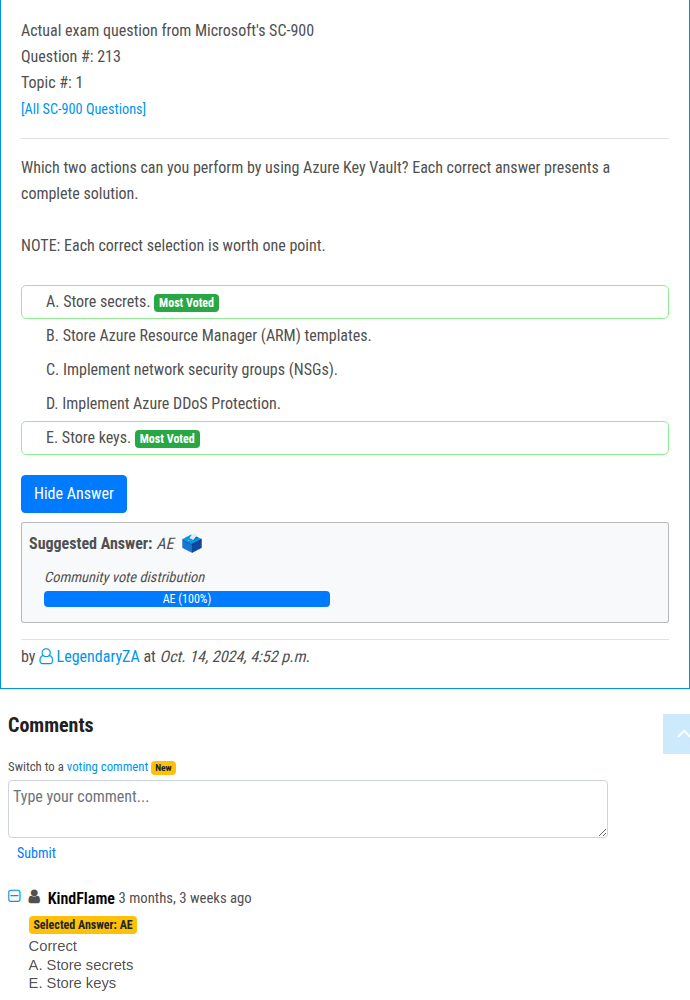 Actual exam question from Microsoft's SC-900
Question #: 213
Topic #: 1
[All SC-900 Questions]
Which two actions can you perform by using Azure Key Vault? Each correct answer presents a
complete solution.
NOTE: Each correct selection is worth one point.
A. Store secrets. Most Voted
B. Store Azure Resource Manager (ARM) templates.
C. Implement network security groups (NSGs).
D. Implement Azure DDoS Protection.
E. Store keys. Most Voted
Hide Answer
Suggested Answer: AE
Community vote distribution
AE (100%)
by LegendaryZA at Oct. 14, 2024, 4:52 p.m.
Comments
Switch to a voting comment New
Type your comment...
Submit
KindFlame 3 months, 3 weeks ago
Selected Answer: AE
Correct
A. Store secrets
E. Store keys